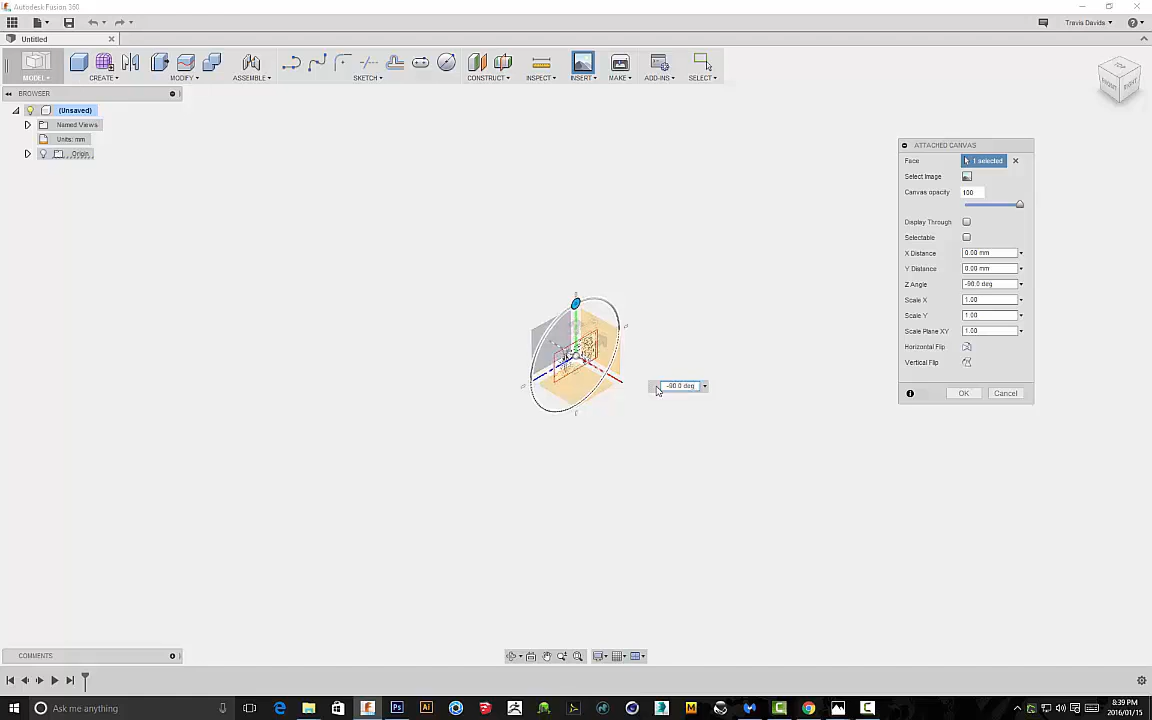 Autodesk Fusion 360
Travis Davids
Untitled
MODEL
CREATE
MODIFY
ASSEMBLE
SKETCH
CONSTRUCT
INSPECT
INSERT
MAKE
ADD-INS
SELECT
BROWSER
(Unsaved)
Named Views
Units: mm
Origin
TOP
FRONT
RIGHT
ATTACHED CANVAS
Face
1 selected
Select Image
Canvas opacity
100
Display Through
Selectable
X Distance
0.00 mm
Y Distance
0.00 mm
Z Angle
-90.0 deg
Scale X
1.00
Scale Y
1.00
Scale Plane XY
1.00
Horizontal Flip
Vertical Flip
OK
Cancel
-90.0 deg
COMMENTS
Ask me anything
8:39 PM
2016/01/15